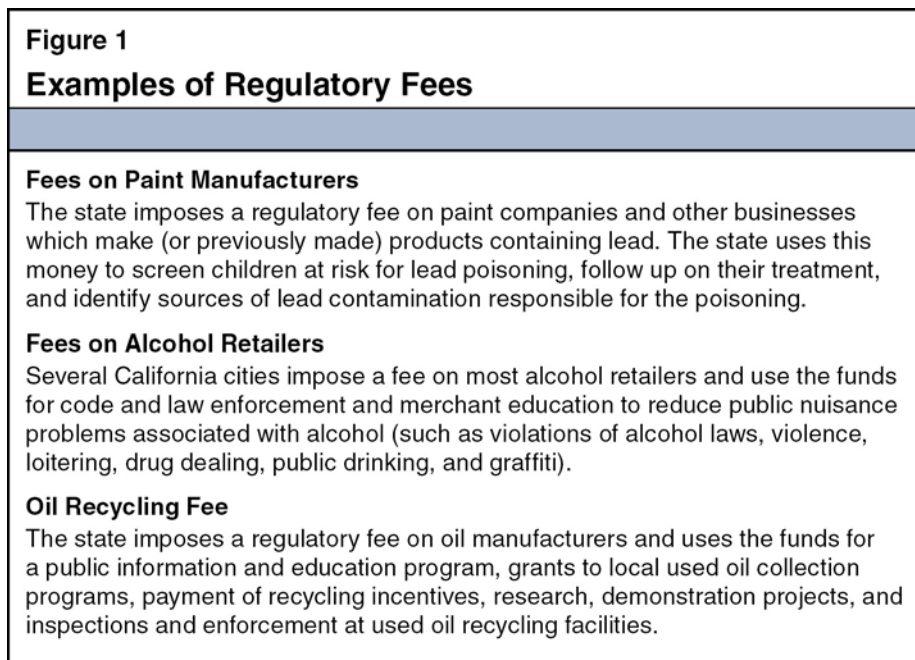 Figure 1
Examples of Regulatory Fees
Fees on Paint Manufacturers
The state imposes a regulatory fee on paint companies and other businesses
which make (or previously made) products containing lead. The state uses this
money to screen children at risk for lead poisoning, follow up on their treatment,
and identify sources of lead contamination responsible for the poisoning.
Fees on Alcohol Retailers
Several California cities impose a fee on most alcohol retailers and use the funds
for code and law enforcement and merchant education to reduce public nuisance
problems associated with alcohol (such as violations of alcohol laws, violence,
loitering, drug dealing, public drinking, and graffiti).
Oil Recycling Fee
The state imposes a regulatory fee on oil manufacturers and uses the funds for
a public information and education program, grants to local used oil collection
programs, payment of recycling incentives, research, demonstration projects, and
inspections and enforcement at used oil recycling facilities.